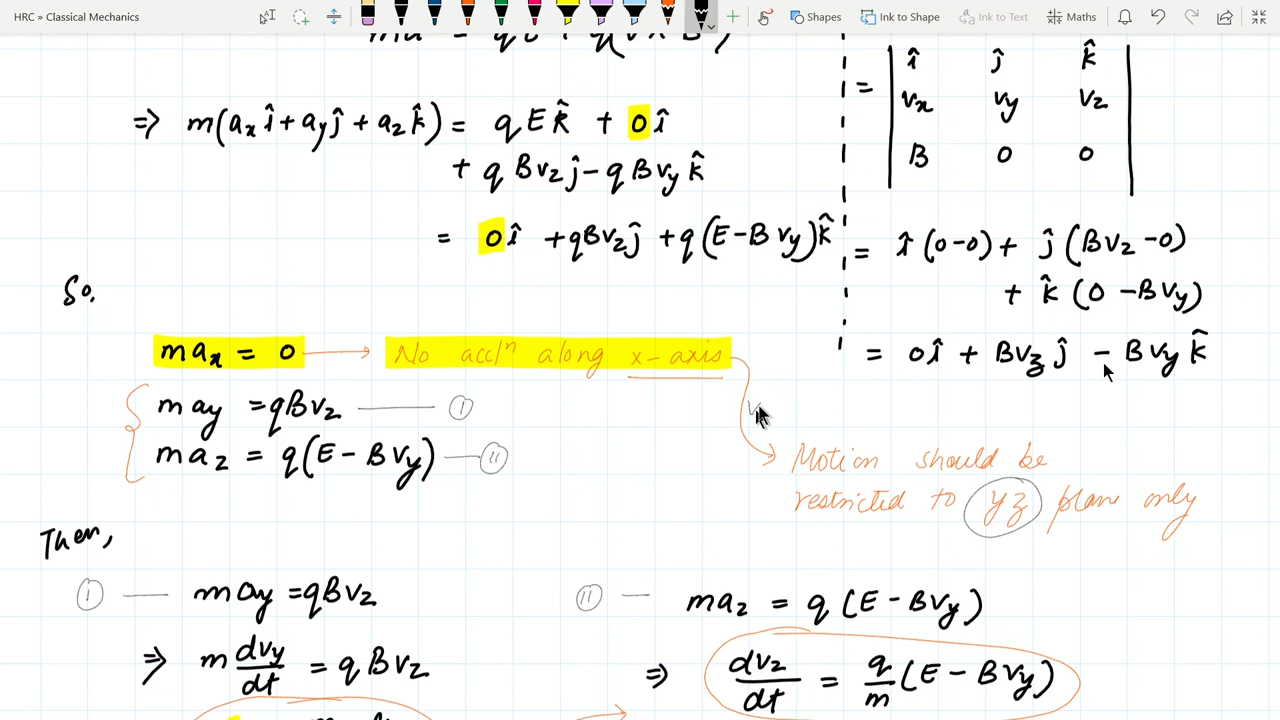 HRC » Classical Mechanics
Shapes
Ink to Shape
Ink to Text
Maths
⇒ m(aₓî + a_y ĵ + a_z k̂) = qEk̂ + 0î
+ qBv_z ĵ - qBv_y k̂
= 0î + qBv_z ĵ + q(E - Bv_y)k̂
So,
maₓ = 0 → No accⁿ along x-axis
ma_y = qBv_z —— I
ma_z = q(E - Bv_y) — II
Motion should be
restricted to yz plane only
Then,
I — ma_y = qBv_z
⇒ m dv_y/dt = qBv_z
II — ma_z = q(E - Bv_y)
⇒ dv_z/dt = q/m (E - Bv_y)
î ĵ k̂
= vₓ v_y v_z
B 0 0
= î(0-0) + ĵ(Bv_z - 0)
+ k̂(0 - Bv_y)
= 0î + Bv_z ĵ - Bv_y k̂